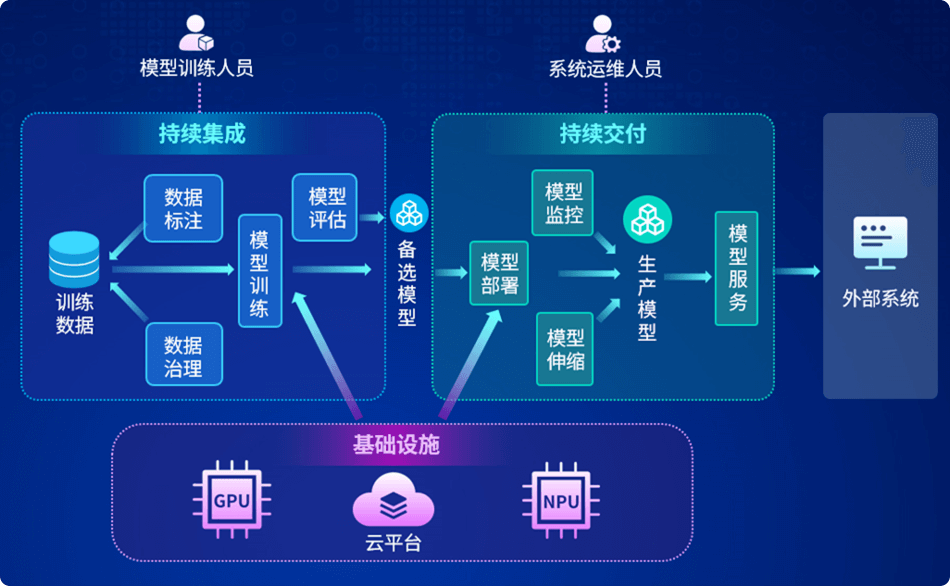 模型训练人员
系统运维人员
持续集成
持续交付
数据
标注
模型
评估
训练
数据
模型训练
数据
治理
备选模型
模型
监控
模型
部署
模型
伸缩
生产模型
模型服务
外部系统
基础设施
GPU
云平台
NPU